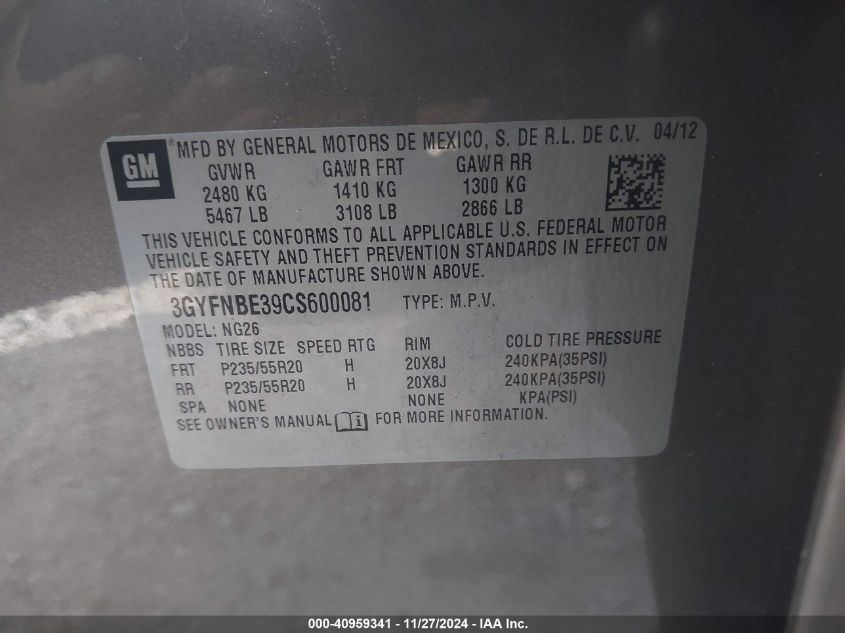 GM
®MFD BY GENERAL MOTORS DE MEXICO, S. DE R.L. DE C.V. 04/12
GVWR GAWR FRT GAWR RR
2480 KG 1410 KG 1300 KG
5467 LB 3108 LB 2866 LB
THIS VEHICLE CONFORMS TO ALL APPLICABLE U.S. FEDERAL MOTOR
VEHICLE SAFETY AND THEFT PREVENTION STANDARDS IN EFFECT ON
THE DATE OF MANUFACTURE SHOWN ABOVE.
3GYFNBE39CS600081 TYPE: M.P.V.
MODEL: NG26
NBBS TIRE SIZE SPEED RTG RIM COLD TIRE PRESSURE
FRT P235/55R20 H 20X8J 240KPA(35PSI)
RR P235/55R20 H 20X8J 240KPA(35PSI)
SPA NONE NONE KPA(PSI)
SEE OWNER'S MANUAL i FOR MORE INFORMATION.
000-40959341 - 11/27/2024 - IAA Inc.